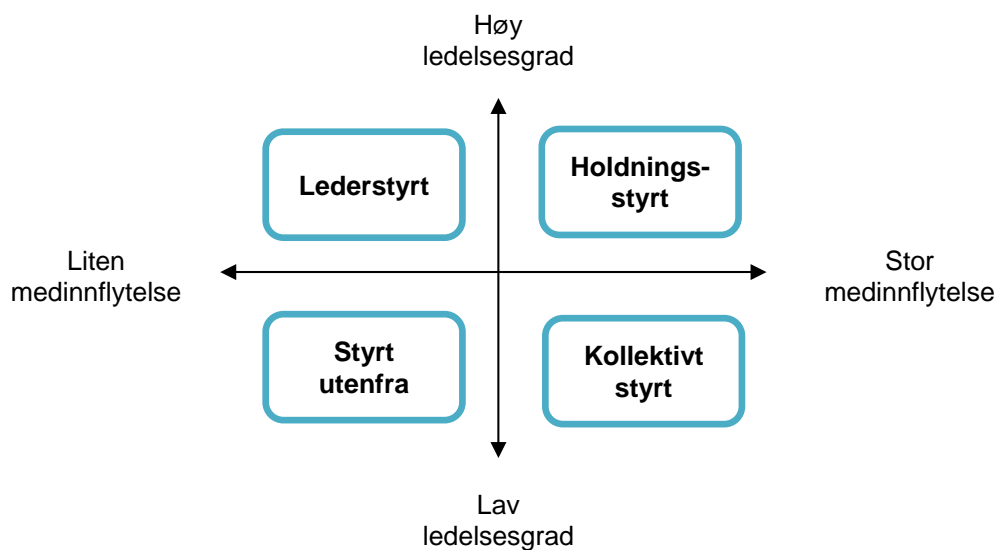 Høy
ledelsesgrad
Lederstyrt
Holdnings-
styrt
Liten
medinnflytelse
Stor
medinnflytelse
Styrt
utenfra
Kollektivt
styrt
Lav
ledelsesgrad